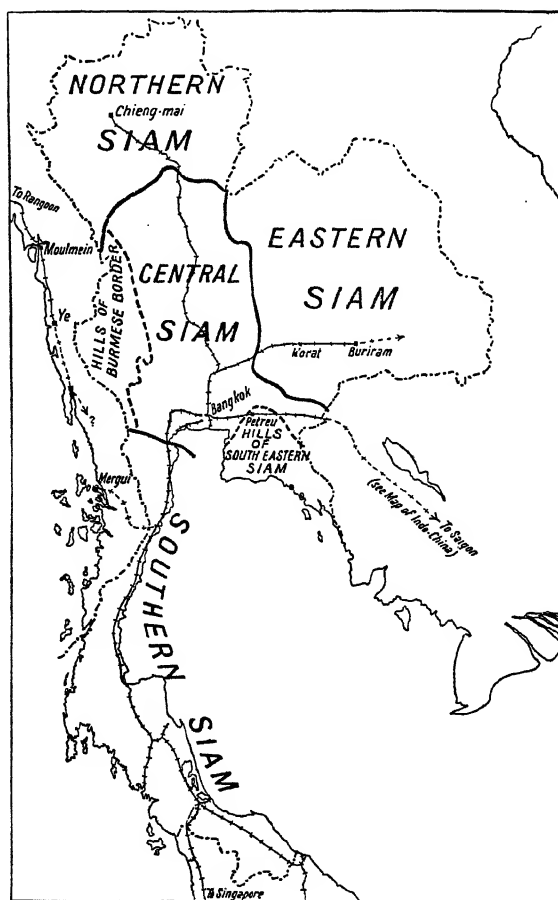 NORTHERN
Chieng-mai
SIAM
To Rangoon
Moulmein
EASTERN
CENTRAL
SIAM
SIAM
HILLS OF
BURMESE BORDER
Ye
Korat
Buriram
?
Bangkok
Petreu
HILLS
OF
SOUTH EASTERN
SIAM
Mergui
To Saigon
(see Map of Indo-China)
SOUTHERN
SIAM
To Singapore